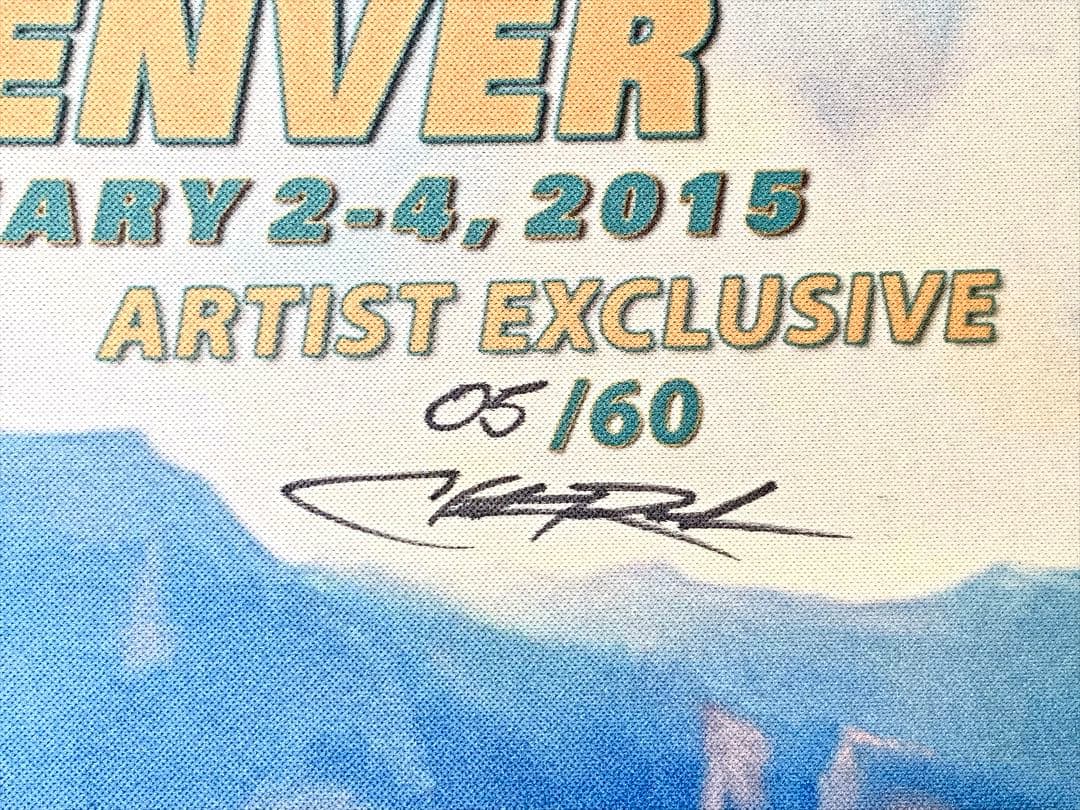 ENVER
ARY 2-4, 2015
ARTIST EXCLUSIVE
05/60